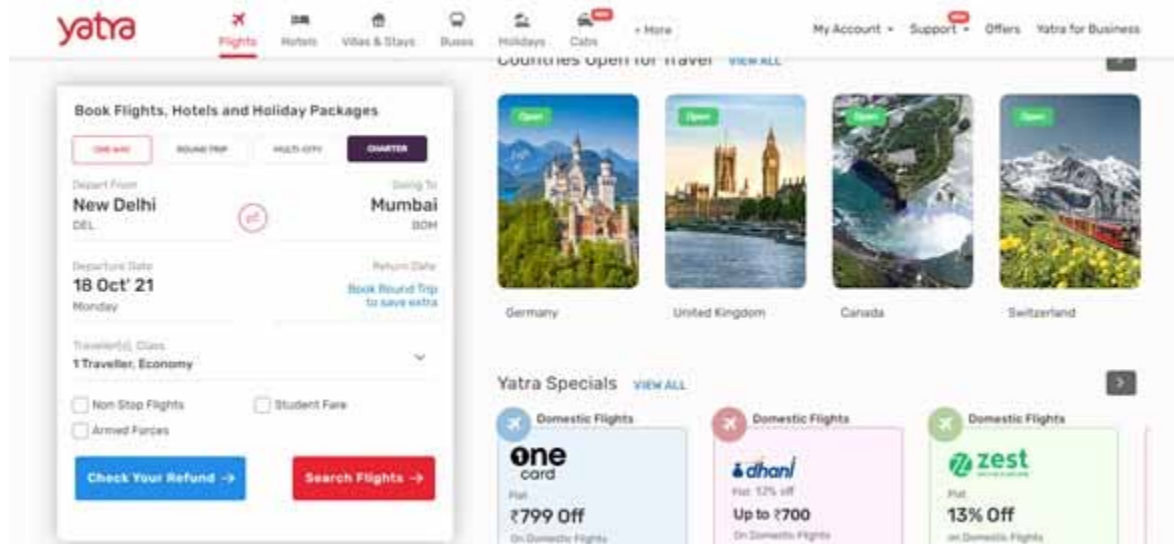 yatra
Flights
Hotels
Villas & Stays
Buses
Holidays
Cabs
NEW
+ More
My Account
Support
NEW
Offers
Yatra for Business
Book Flights, Hotels and Holiday Packages
ONE WAY
ROUND TRIP
MULTI-CITY
CHARTER
Depart From
New Delhi
DEL
Going To
Mumbai
BOM
Departure Date
18 Oct' 21
Monday
Return Date
Book Round Trip
to save extra
Traveller(s), Class
1 Traveller, Economy
Non Stop Flights
Student Fare
Armed Forces
Check Your Refund →
Search Flights →
Countries Open for Travel VIEW ALL
Open
Open
Open
Open
Germany
United Kingdom
Canada
Switzerland
Yatra Specials VIEW ALL
Domestic Flights
one
card
Flat
₹799 Off
On Domestic Flights
Domestic Flights
dhani
Flat 12% off
Up to ₹700
On Domestic Flights
Domestic Flights
zest
Flat
13% Off
on Domestic Flights